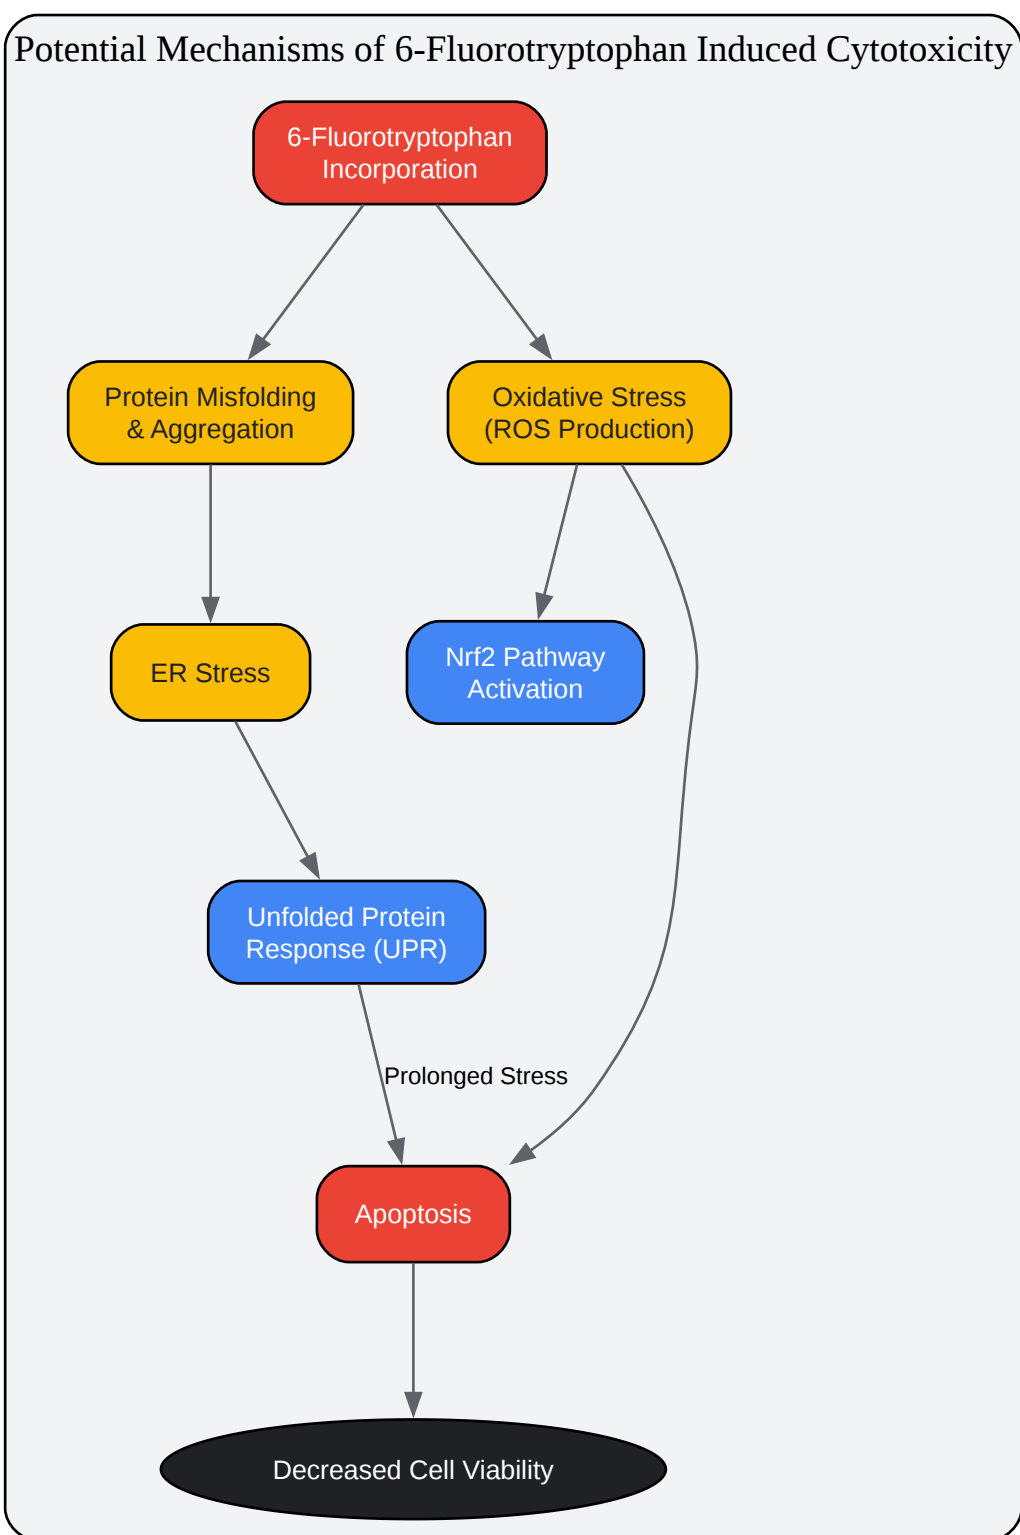 Potential Mechanisms of 6-Fluorotryptophan Induced Cytotoxicity
6-Fluorotryptophan
Incorporation
Protein Misfolding
& Aggregation
Oxidative Stress
(ROS Production)
ER Stress
Nrf2 Pathway
Activation
Unfolded Protein
Response (UPR)
Prolonged Stress
Apoptosis
Decreased Cell Viability